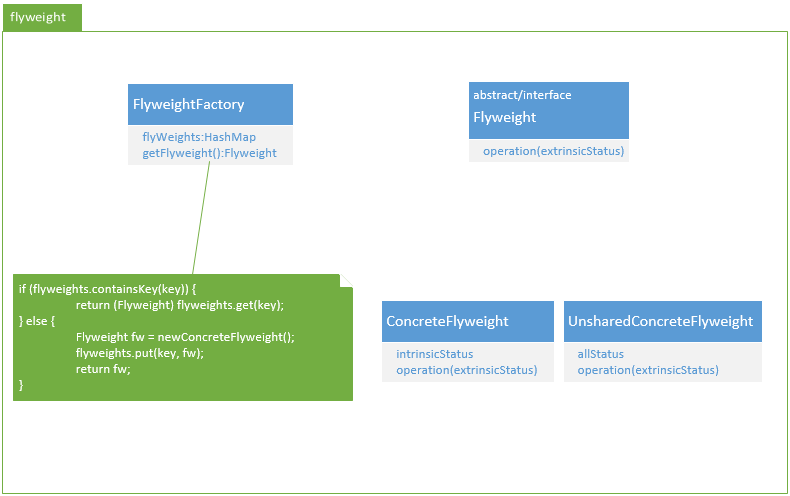 flyweight
FlyweightFactory
flyWeights:HashMap
getFlyweight():Flyweight
abstract/interface
Flyweight
operation(extrinsicStatus)
if (flyweights.containsKey(key)) {
return (Flyweight) flyweights.get(key);
} else {
Flyweight fw = newConcreteFlyweight();
flyweights.put(key, fw);
return fw;
}
ConcreteFlyweight
intrinsicStatus
operation(extrinsicStatus)
UnsharedConcreteFlyweight
allStatus
operation(extrinsicStatus)